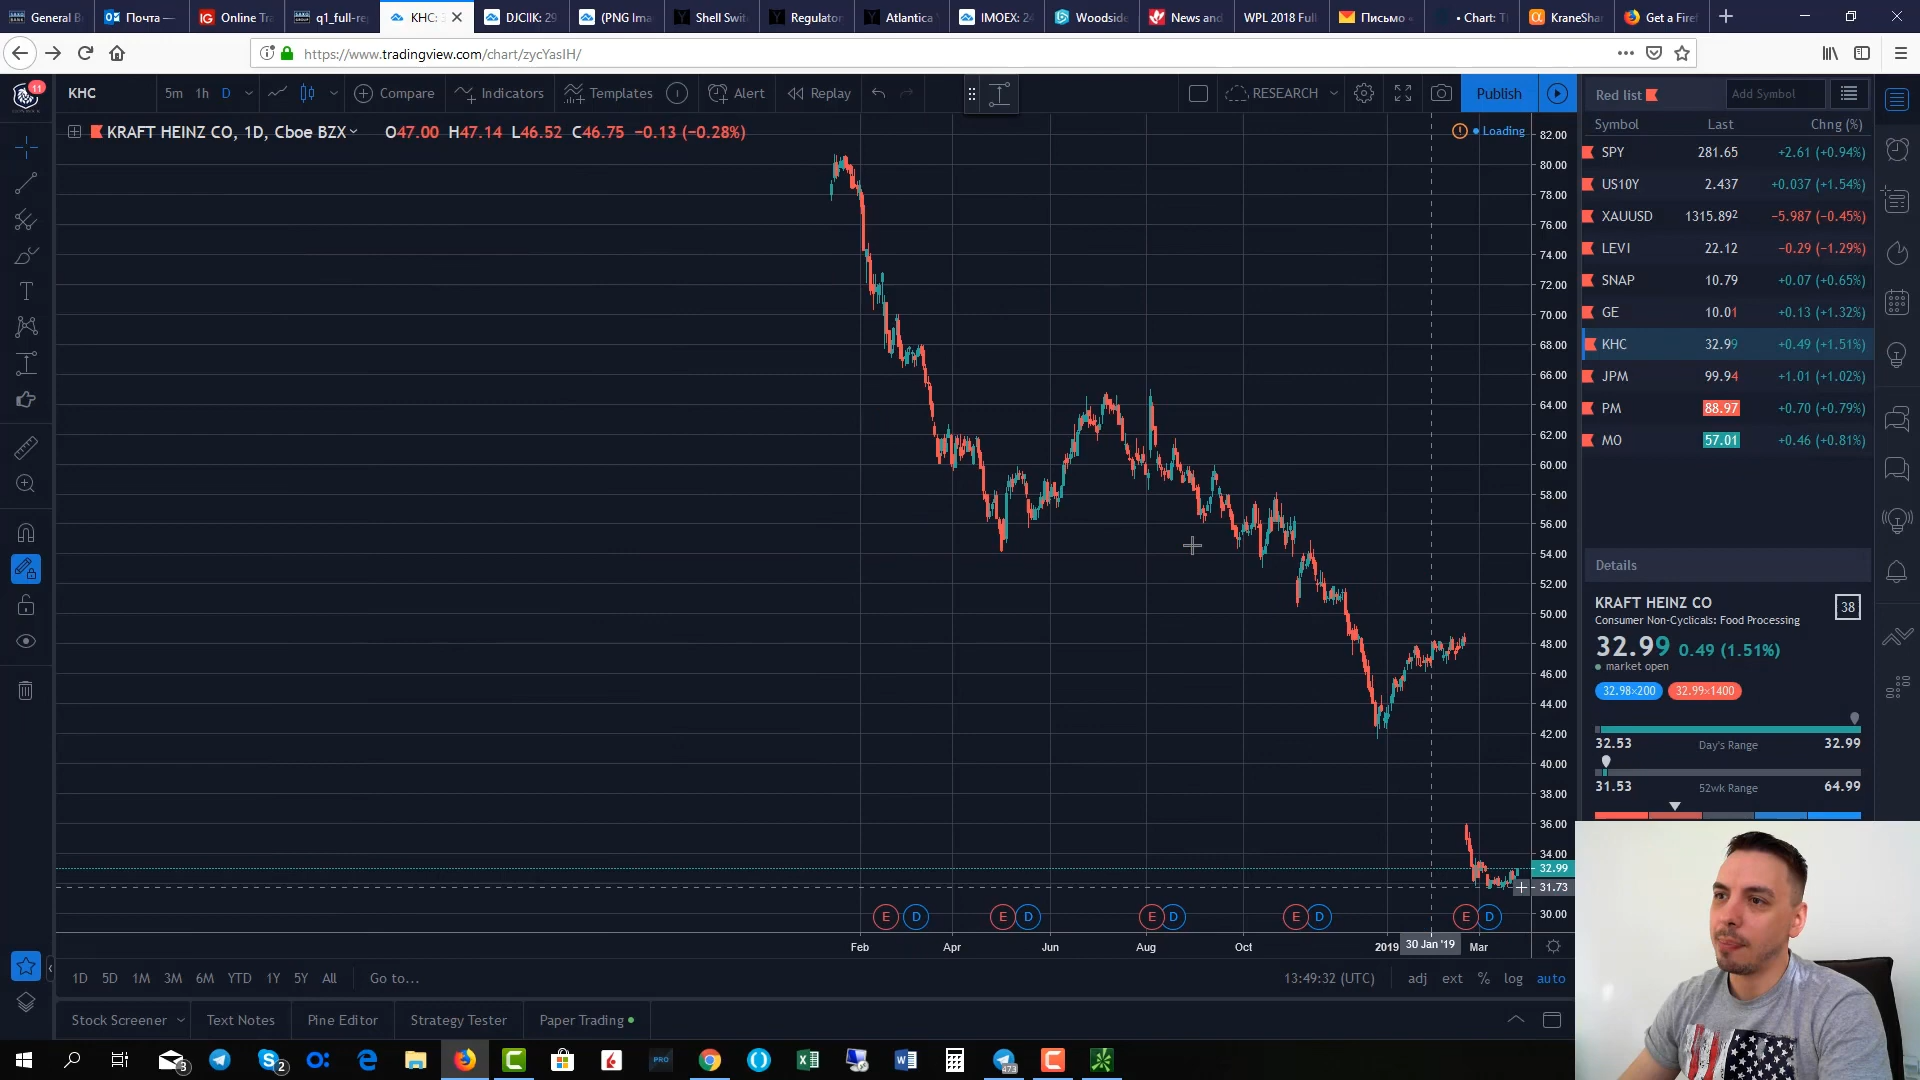 General B
Почта —
Online Tra
q1_full-re
KHC: 3
DJCIIK: 29
(PNG Ima
Shell Swit
Regulator
Atlantica
IMOEX: 24
Woodside
News and
WPL 2018 Full
Письмо «
• Chart: T
KraneShar
Get a Firef
https://www.tradingview.com/chart/zycYasIH/
11
KHC
5m 1h D
Compare
Indicators
Templates
Alert
Replay
RESEARCH
Publish
Red list
Add Symbol
KRAFT HEINZ CO, 1D, Cboe BZX
O47.00 H47.14 L46.52 C46.75 −0.13 (−0.28%)
Loading
Symbol Last Chng (%)
SPY 281.65 +2.61 (+0.94%)
US10Y 2.437 +0.037 (+1.54%)
XAUUSD 1315.892 −5.987 (−0.45%)
LEVI 22.12 −0.29 (−1.29%)
SNAP 10.79 +0.07 (+0.65%)
GE 10.01 +0.13 (+1.32%)
KHC 32.99 +0.49 (+1.51%)
JPM 99.94 +1.01 (+1.02%)
PM 88.97 +0.70 (+0.79%)
MO 57.01 +0.46 (+0.81%)
82.00
80.00
78.00
76.00
74.00
72.00
70.00
68.00
66.00
64.00
62.00
60.00
58.00
56.00
54.00
52.00
50.00
48.00
46.00
44.00
42.00
40.00
38.00
36.00
34.00
32.99
31.73
30.00
Details
KRAFT HEINZ CO
38
Consumer Non-Cyclicals: Food Processing
32.99 0.49 (1.51%)
market open
32.98×200 32.99×1400
32.53 Day's Range 32.99
31.53 52wk Range 64.99
E D E D E D E D E D
Feb Apr Jun Aug Oct 2019 30 Jan '19 Mar
1D 5D 1M 3M 6M YTD 1Y 5Y All Go to...
13:49:32 (UTC) adj ext % log auto
Stock Screener Text Notes Pine Editor Strategy Tester Paper Trading
3
2
PRO
473